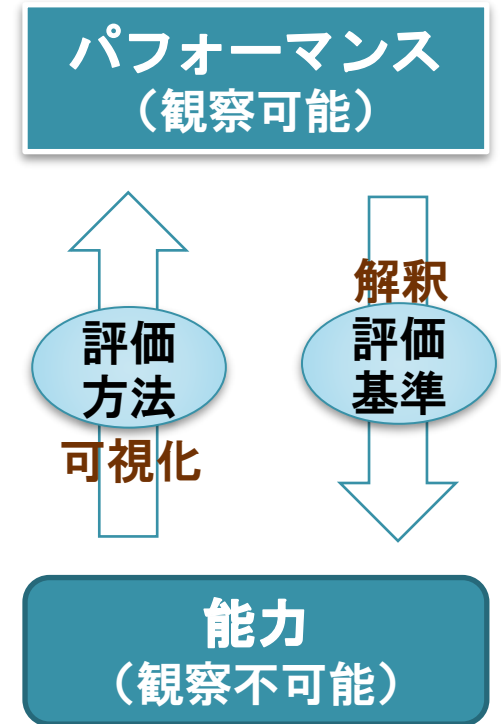 パフォーマンス
（観察可能）
解釈
評価
方法
評価
基準
可視化
能力
（観察不可能）